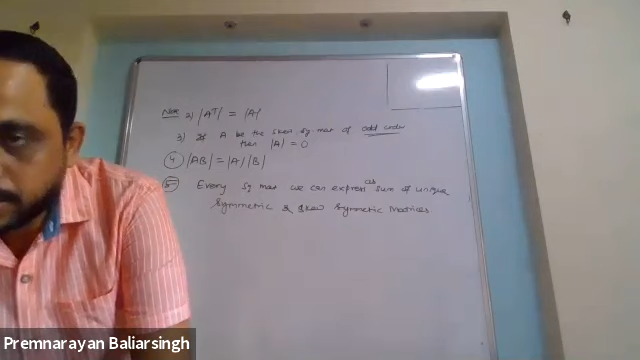 Note 2) |Aᵀ| = |A|
3) If A be the skew sy mat of odd order
then |A| = 0
④ |AB| = |A| |B|
⑤ Every sq mat we can express as sum of unique
symmetric & skew symmetric Matrices
Premnarayan Baliarsingh